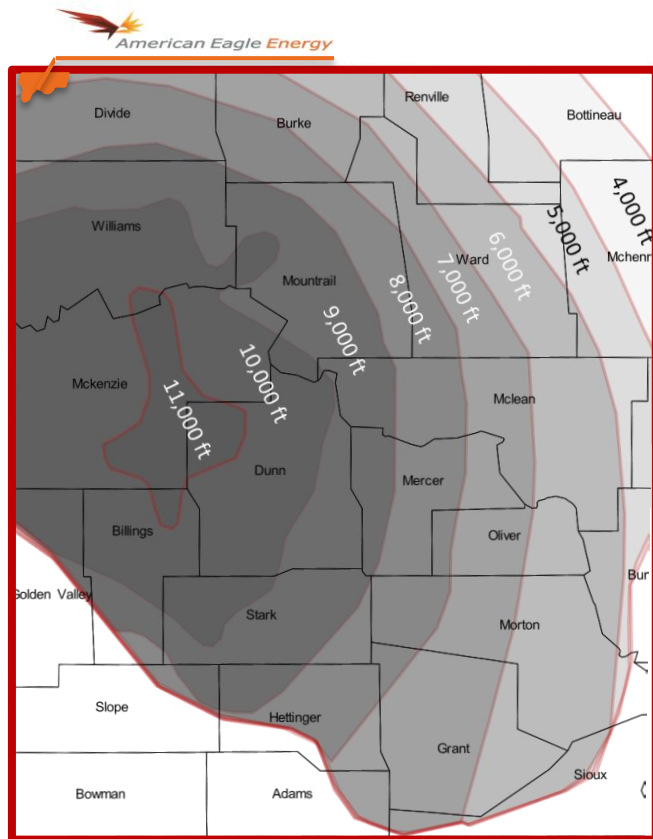 American Eagle Energy
Renville
Divide
Burke
Bottineau
4,000 ft
5,000 ft
Williams
6,000 ft
Ward
Mchenr
7,000 ft
Mountrail
8,000 ft
9,000 ft
10,000 ft
Mckenzie
11,000 ft
Mclean
Dunn
Mercer
Billings
Oliver
Bur
Golden Valley
Stark
Morton
Slope
Hettinger
Grant
Sioux
Bowman
Adams